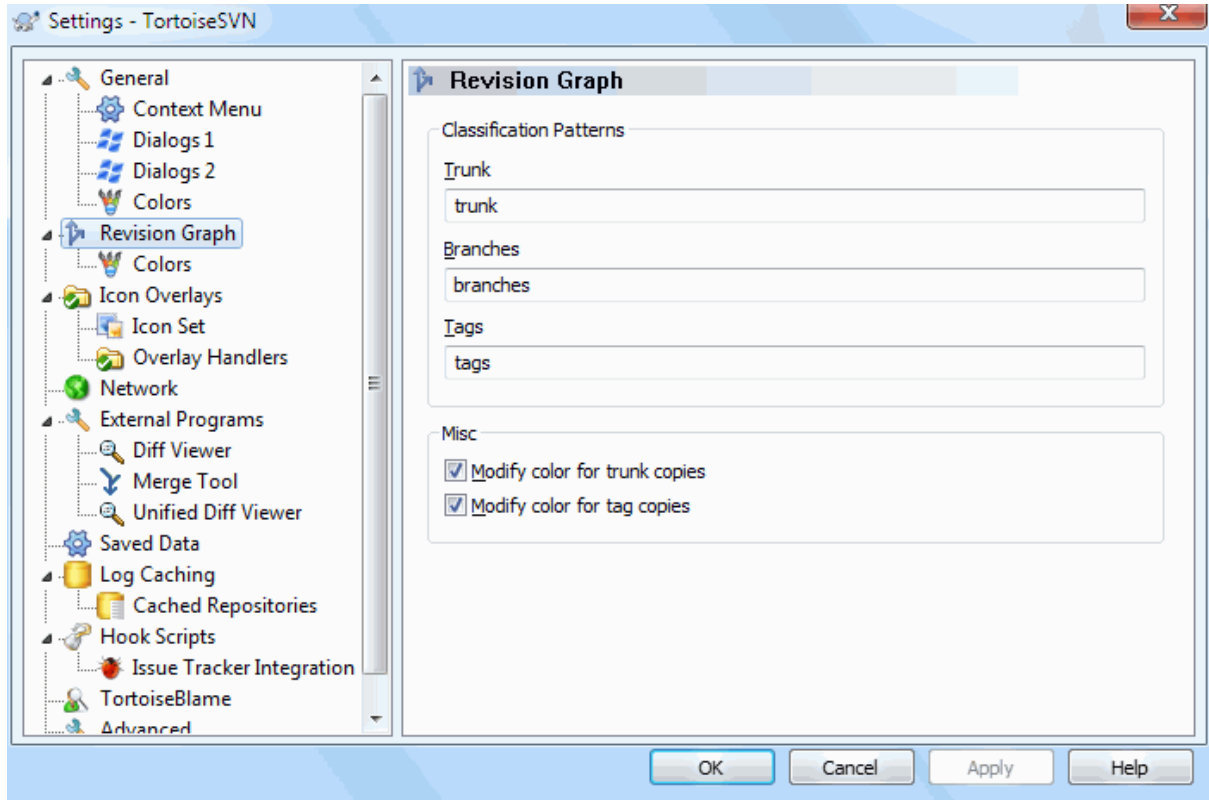 Settings - TortoiseSVN
General
Context Menu
Dialogs 1
Dialogs 2
Colors
Revision Graph
Colors
Icon Overlays
Icon Set
Overlay Handlers
Network
External Programs
Diff Viewer
Merge Tool
Unified Diff Viewer
Saved Data
Log Caching
Cached Repositories
Hook Scripts
Issue Tracker Integration
TortoiseBlame
Advanced
Revision Graph
Classification Patterns
Trunk
trunk
Branches
branches
Tags
tags
Misc
Modify color for trunk copies
Modify color for tag copies
OK
Cancel
Apply
Help